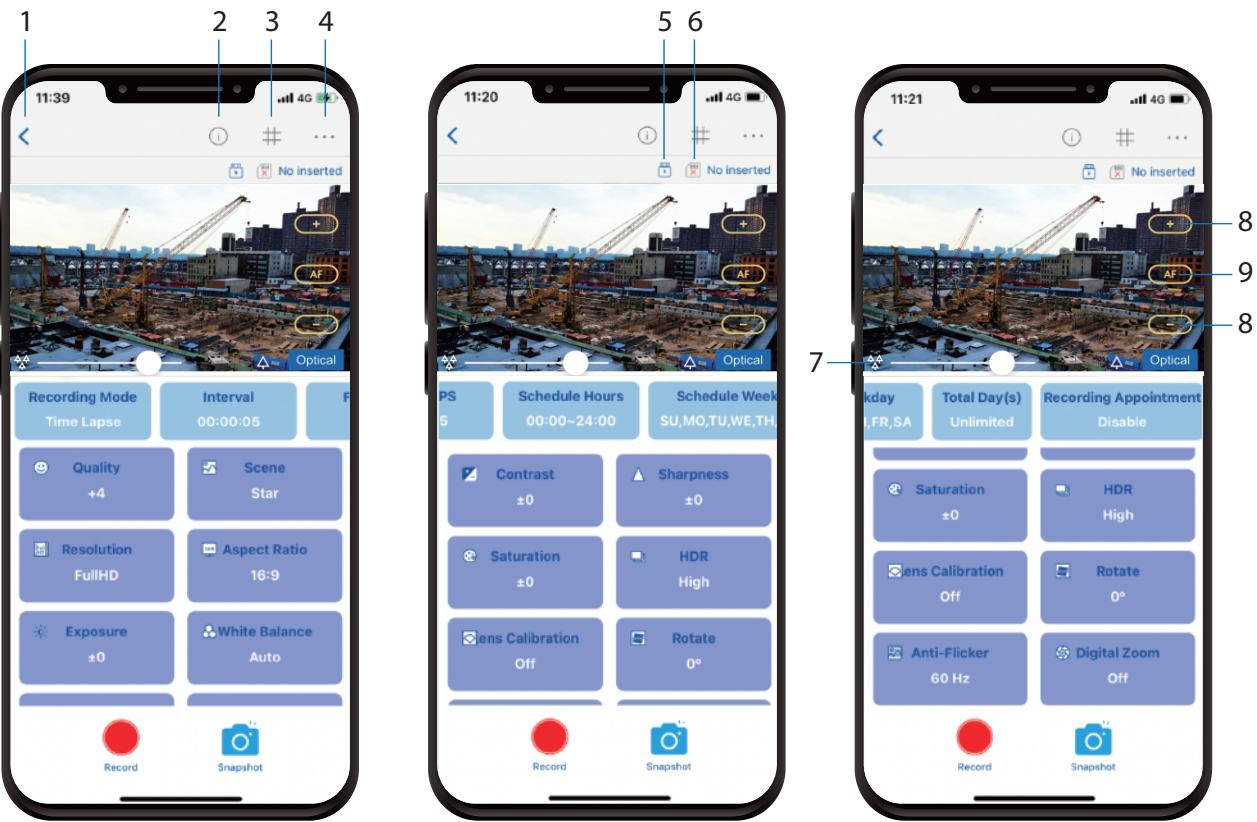 1 2 3 4 5 6
11:39 4G
No inserted
+
AF
−
Optical
Recording Mode Interval F
Time Lapse 00:00:05
Quality Scene
+4 Star
Resolution Aspect Ratio
FullHD 16:9
Exposure White Balance
±0 Auto
Record Snapshot
11:20 4G
No inserted
+
AF
−
Optical
PS Schedule Hours Schedule Week
5 00:00~24:00 SU,MO,TU,WE,TH,
Contrast Sharpness
±0 ±0
Saturation HDR
±0 High
ens Calibration Rotate
Off 0°
Record Snapshot
11:21 4G
No inserted
+ 8
AF 9
− 8
7 Optical
kday Total Day(s) Recording Appointment
,FR,SA Unlimited Disable
Saturation HDR
±0 High
ens Calibration Rotate
Off 0°
Anti-Flicker Digital Zoom
60 Hz Off
Record Snapshot